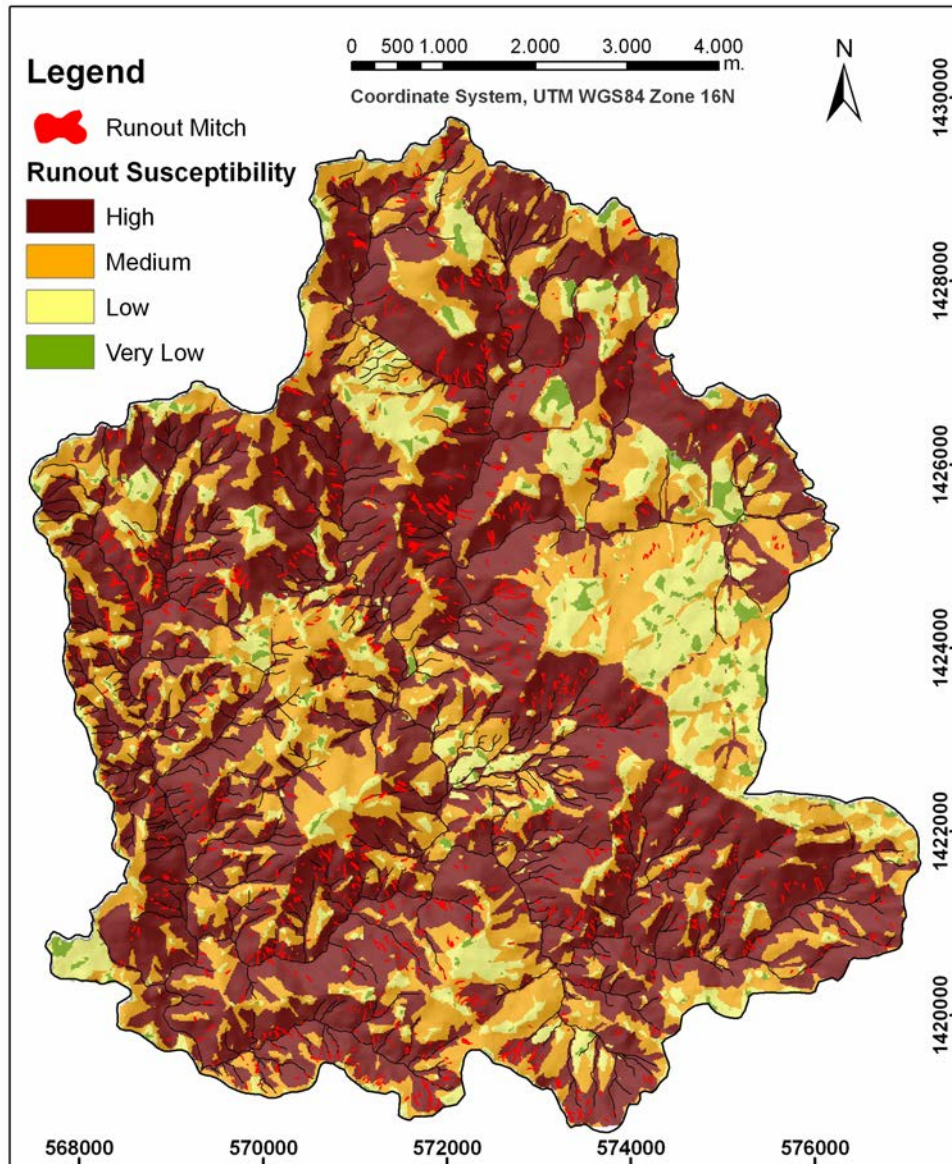 0 500 1.000 2.000 3.000 4.000
m.
Coordinate System, UTM WGS84 Zone 16N
N
Legend
Runout Mitch
Runout Susceptibility
High
Medium
Low
Very Low
1430000
1428000
1426000
1424000
1422000
1420000
568000 570000 572000 574000 576000